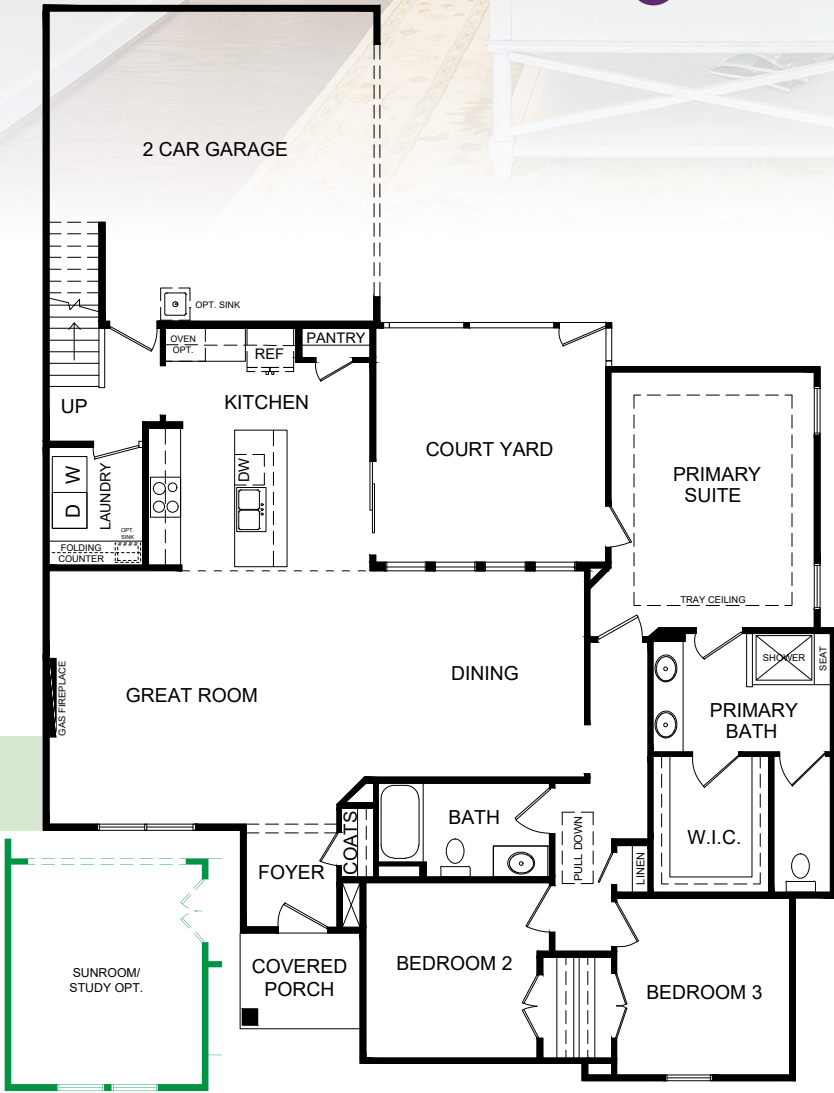 2 CAR GARAGE
OPT. SINK
OVEN
OPT.
REF
PANTRY
UP
KITCHEN
COURT YARD
PRIMARY
SUITE
D W
LAUNDRY
DW
OPT.
SINK
FOLDING
COUNTER
TRAY CEILING
GAS FIREPLACE
GREAT ROOM
DINING
SHOWER
SEAT
PRIMARY
BATH
COATS
BATH
PULL DOWN
W.I.C.
LINEN
FOYER
COVERED
PORCH
BEDROOM 2
BEDROOM 3
SUNROOM/
STUDY OPT.